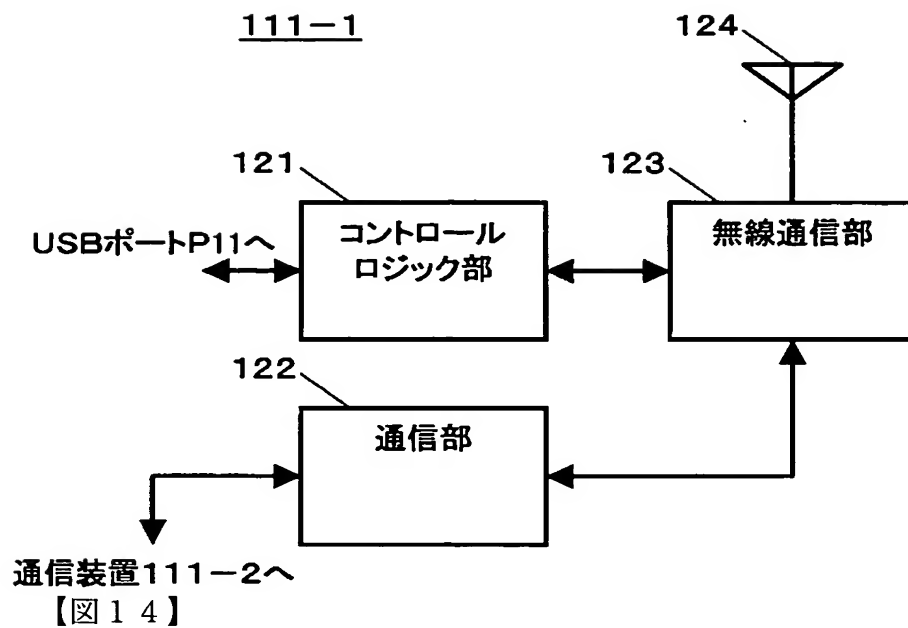 111-1
124
121
123
USBポートP11へ
コントロール
ロジック部
無線通信部
122
通信部
通信装置111-2へ
【図14】